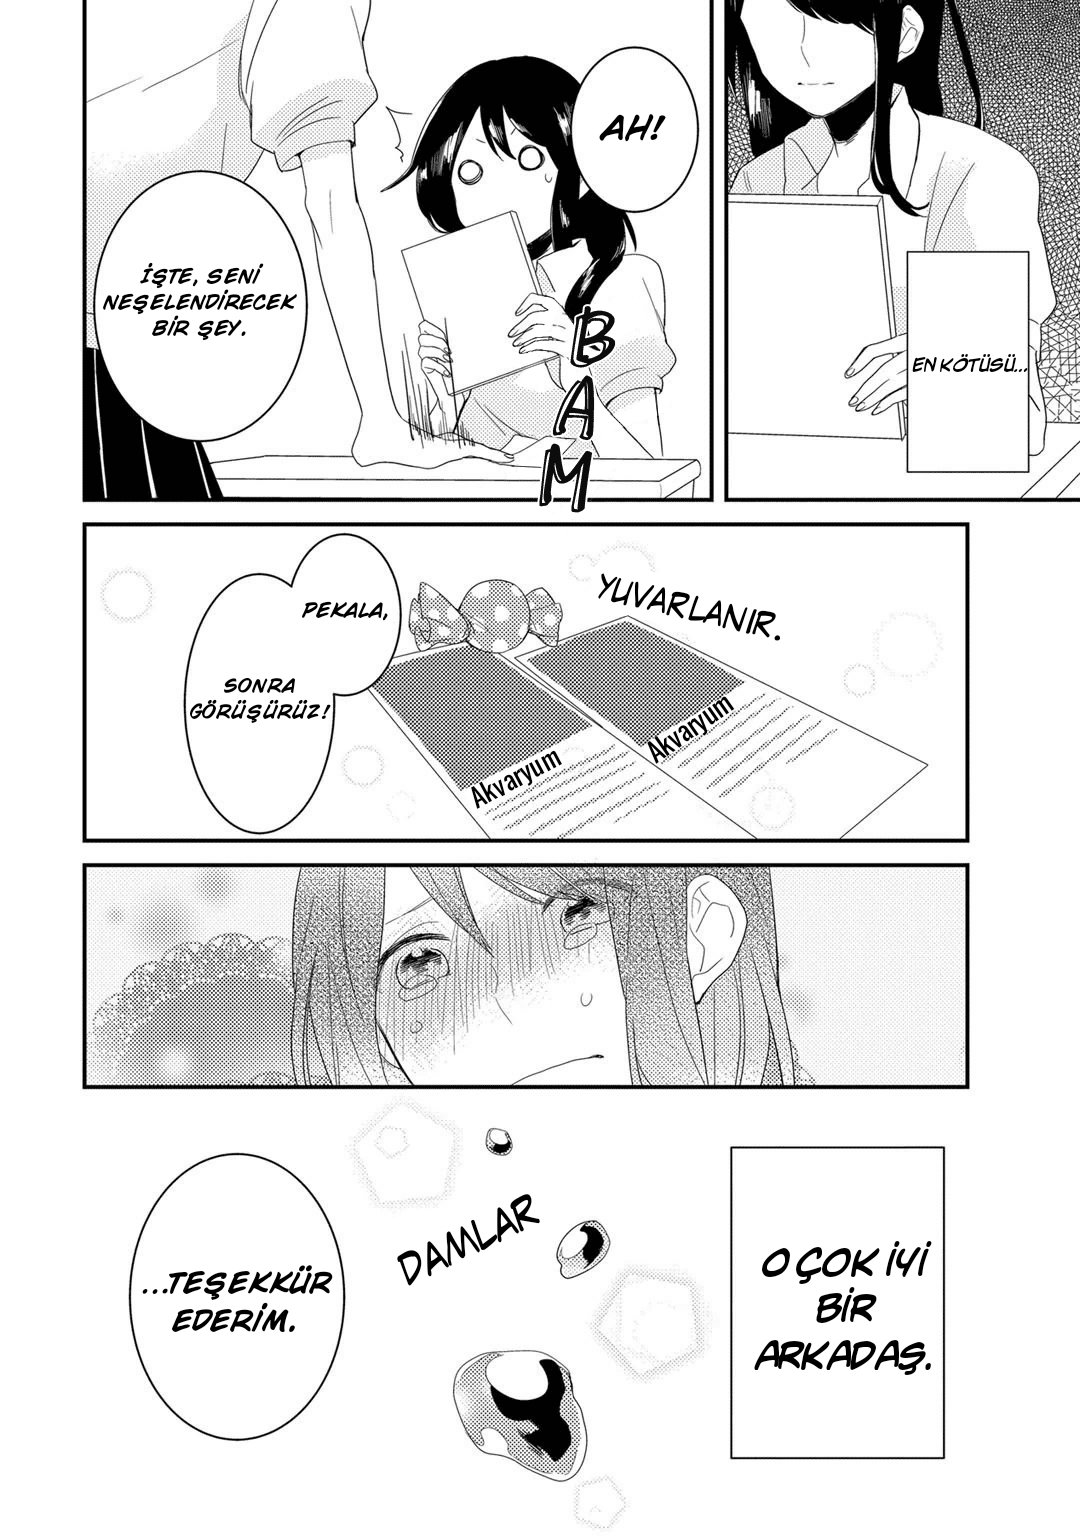 EN KÖTÜSÜ...
AH!
İŞTE, SENİ
NEŞELENDİRECEK
BİR ŞEY.
BAM
YUVARLANIR.
PEKALA,
SONRA
GÖRÜŞÜRÜZ!
Akvaryum
Akvaryum
O ÇOK İYİ
BİR
ARKADAŞ.
DAMLAR
...TEŞEKKÜR
EDERİM.